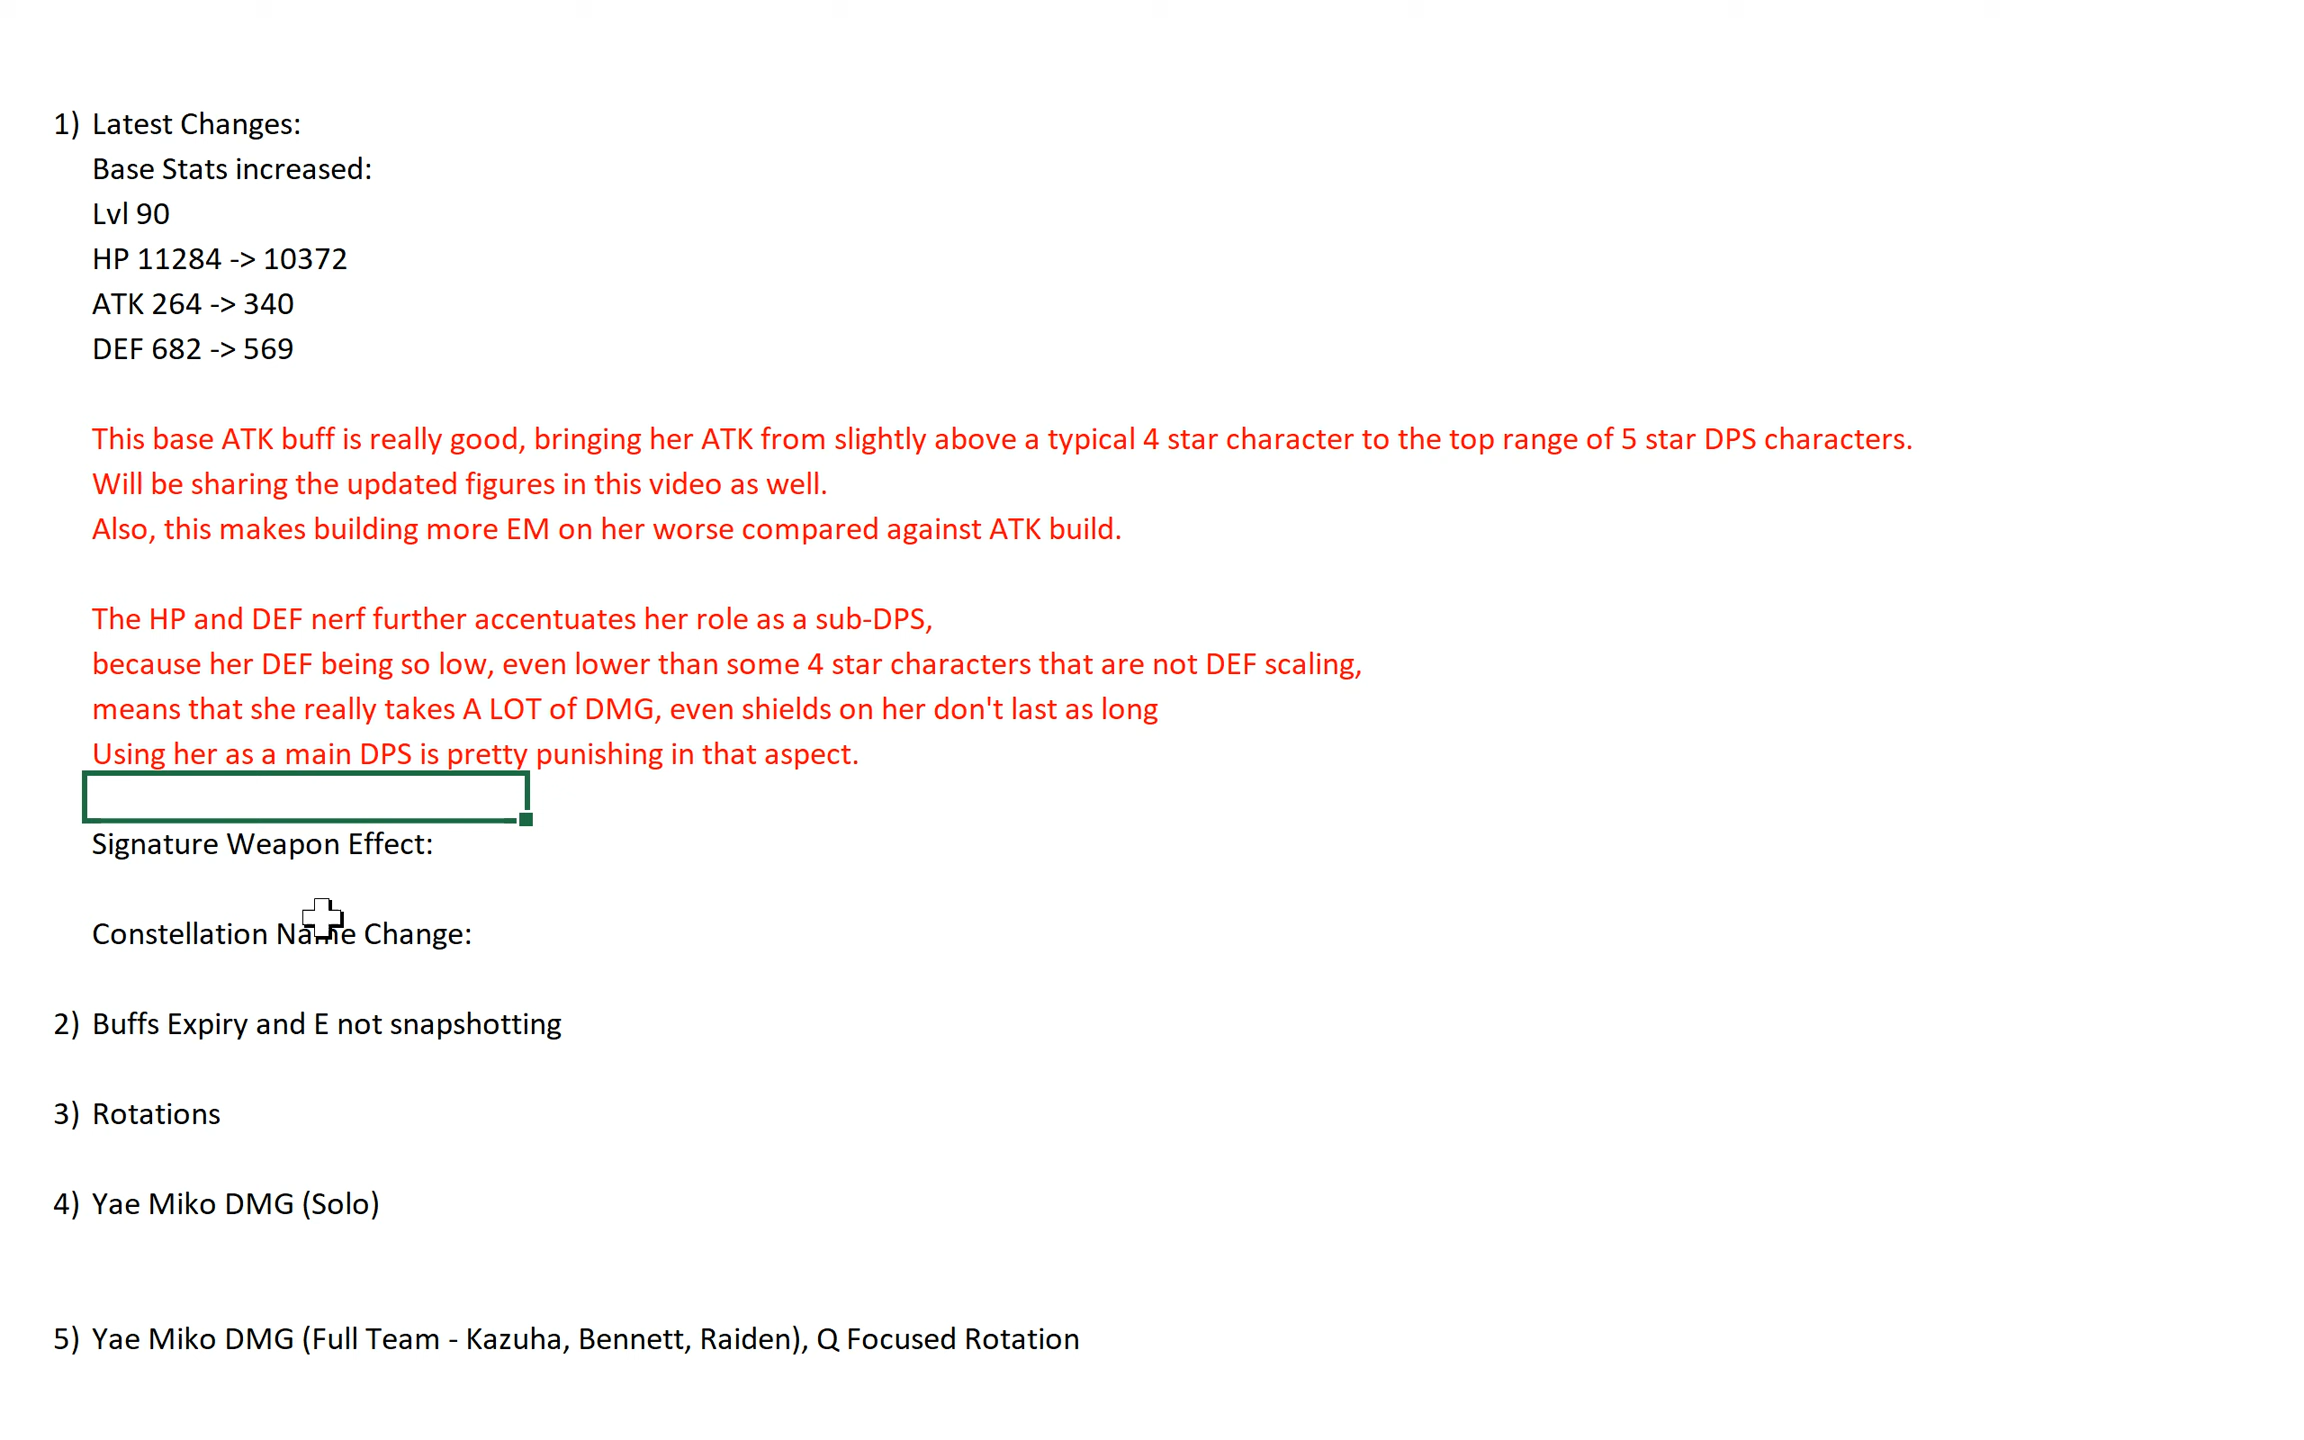 1) Latest Changes:
Base Stats increased:
Lvl 90
HP 11284 -> 10372
ATK 264 -> 340
DEF 682 -> 569
This base ATK buff is really good, bringing her ATK from slightly above a typical 4 star character to the top range of 5 star DPS characters.
Will be sharing the updated figures in this video as well.
Also, this makes building more EM on her worse compared against ATK build.
The HP and DEF nerf further accentuates her role as a sub-DPS,
because her DEF being so low, even lower than some 4 star characters that are not DEF scaling,
means that she really takes A LOT of DMG, even shields on her don't last as long
Using her as a main DPS is pretty punishing in that aspect.
Signature Weapon Effect:
Constellation Name Change:
2) Buffs Expiry and E not snapshotting
3) Rotations
4) Yae Miko DMG (Solo)
5) Yae Miko DMG (Full Team - Kazuha, Bennett, Raiden), Q Focused Rotation